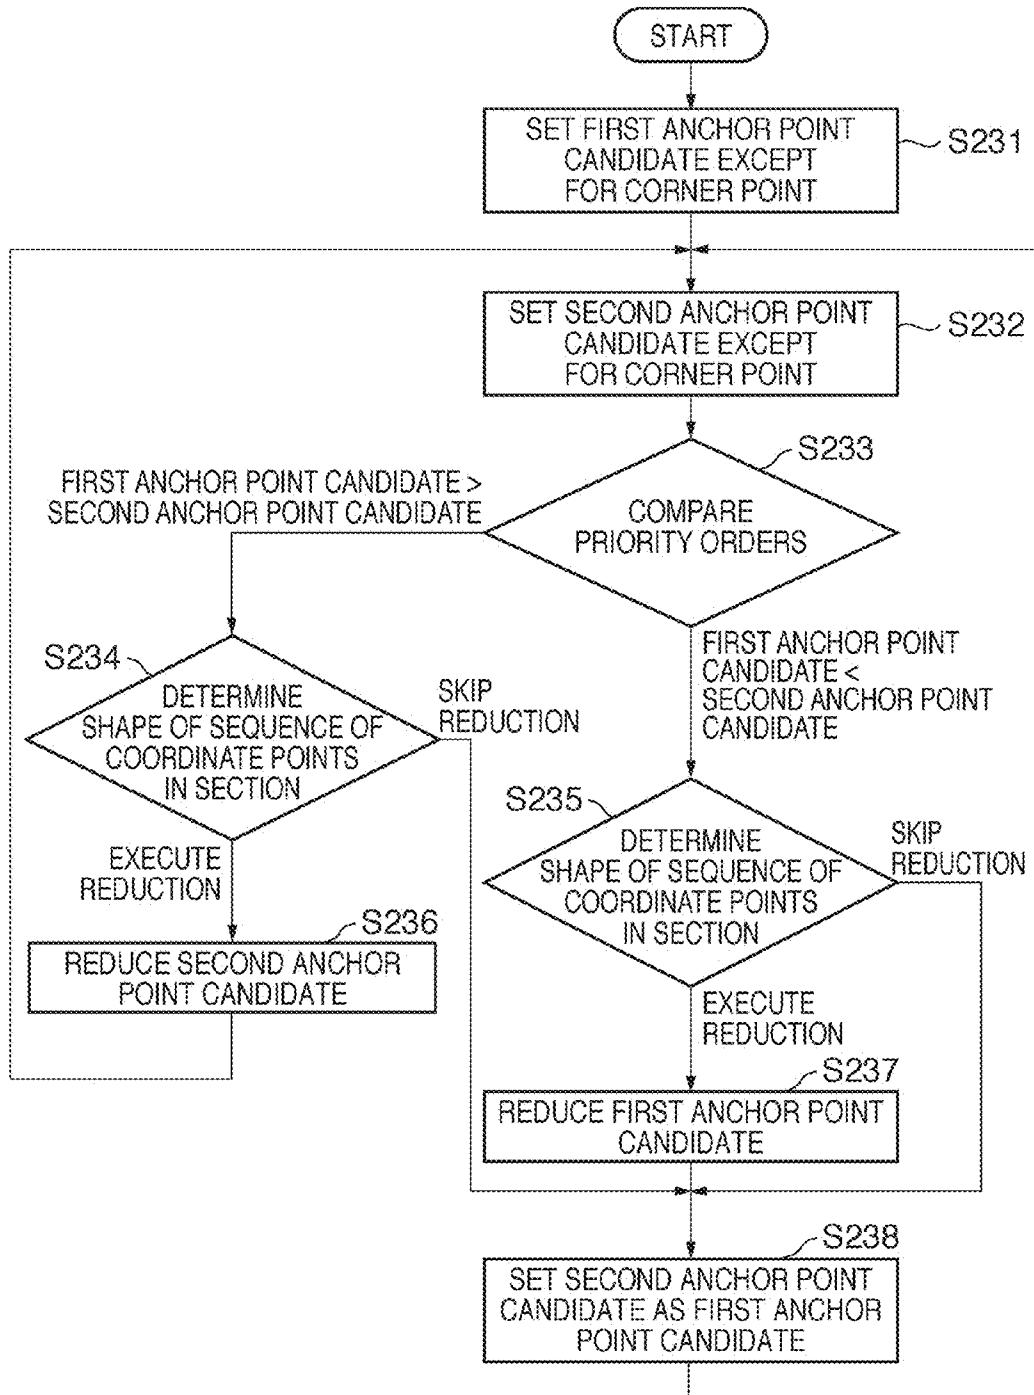 START
SET FIRST ANCHOR POINT
CANDIDATE EXCEPT
FOR CORNER POINT
S231
SET SECOND ANCHOR POINT
CANDIDATE EXCEPT
FOR CORNER POINT
S232
S233
COMPARE
PRIORITY ORDERS
FIRST ANCHOR POINT CANDIDATE >
SECOND ANCHOR POINT CANDIDATE
FIRST ANCHOR POINT
CANDIDATE <
SECOND ANCHOR POINT
CANDIDATE
S234
DETERMINE
SHAPE OF SEQUENCE OF
COORDINATE POINTS
IN SECTION
SKIP
REDUCTION
EXECUTE
REDUCTION
S235
DETERMINE
SHAPE OF SEQUENCE OF
COORDINATE POINTS
IN SECTION
SKIP
REDUCTION
EXECUTE
REDUCTION
S236
REDUCE SECOND ANCHOR
POINT CANDIDATE
S237
REDUCE FIRST ANCHOR POINT
CANDIDATE
S238
SET SECOND ANCHOR POINT
CANDIDATE AS FIRST ANCHOR
POINT CANDIDATE